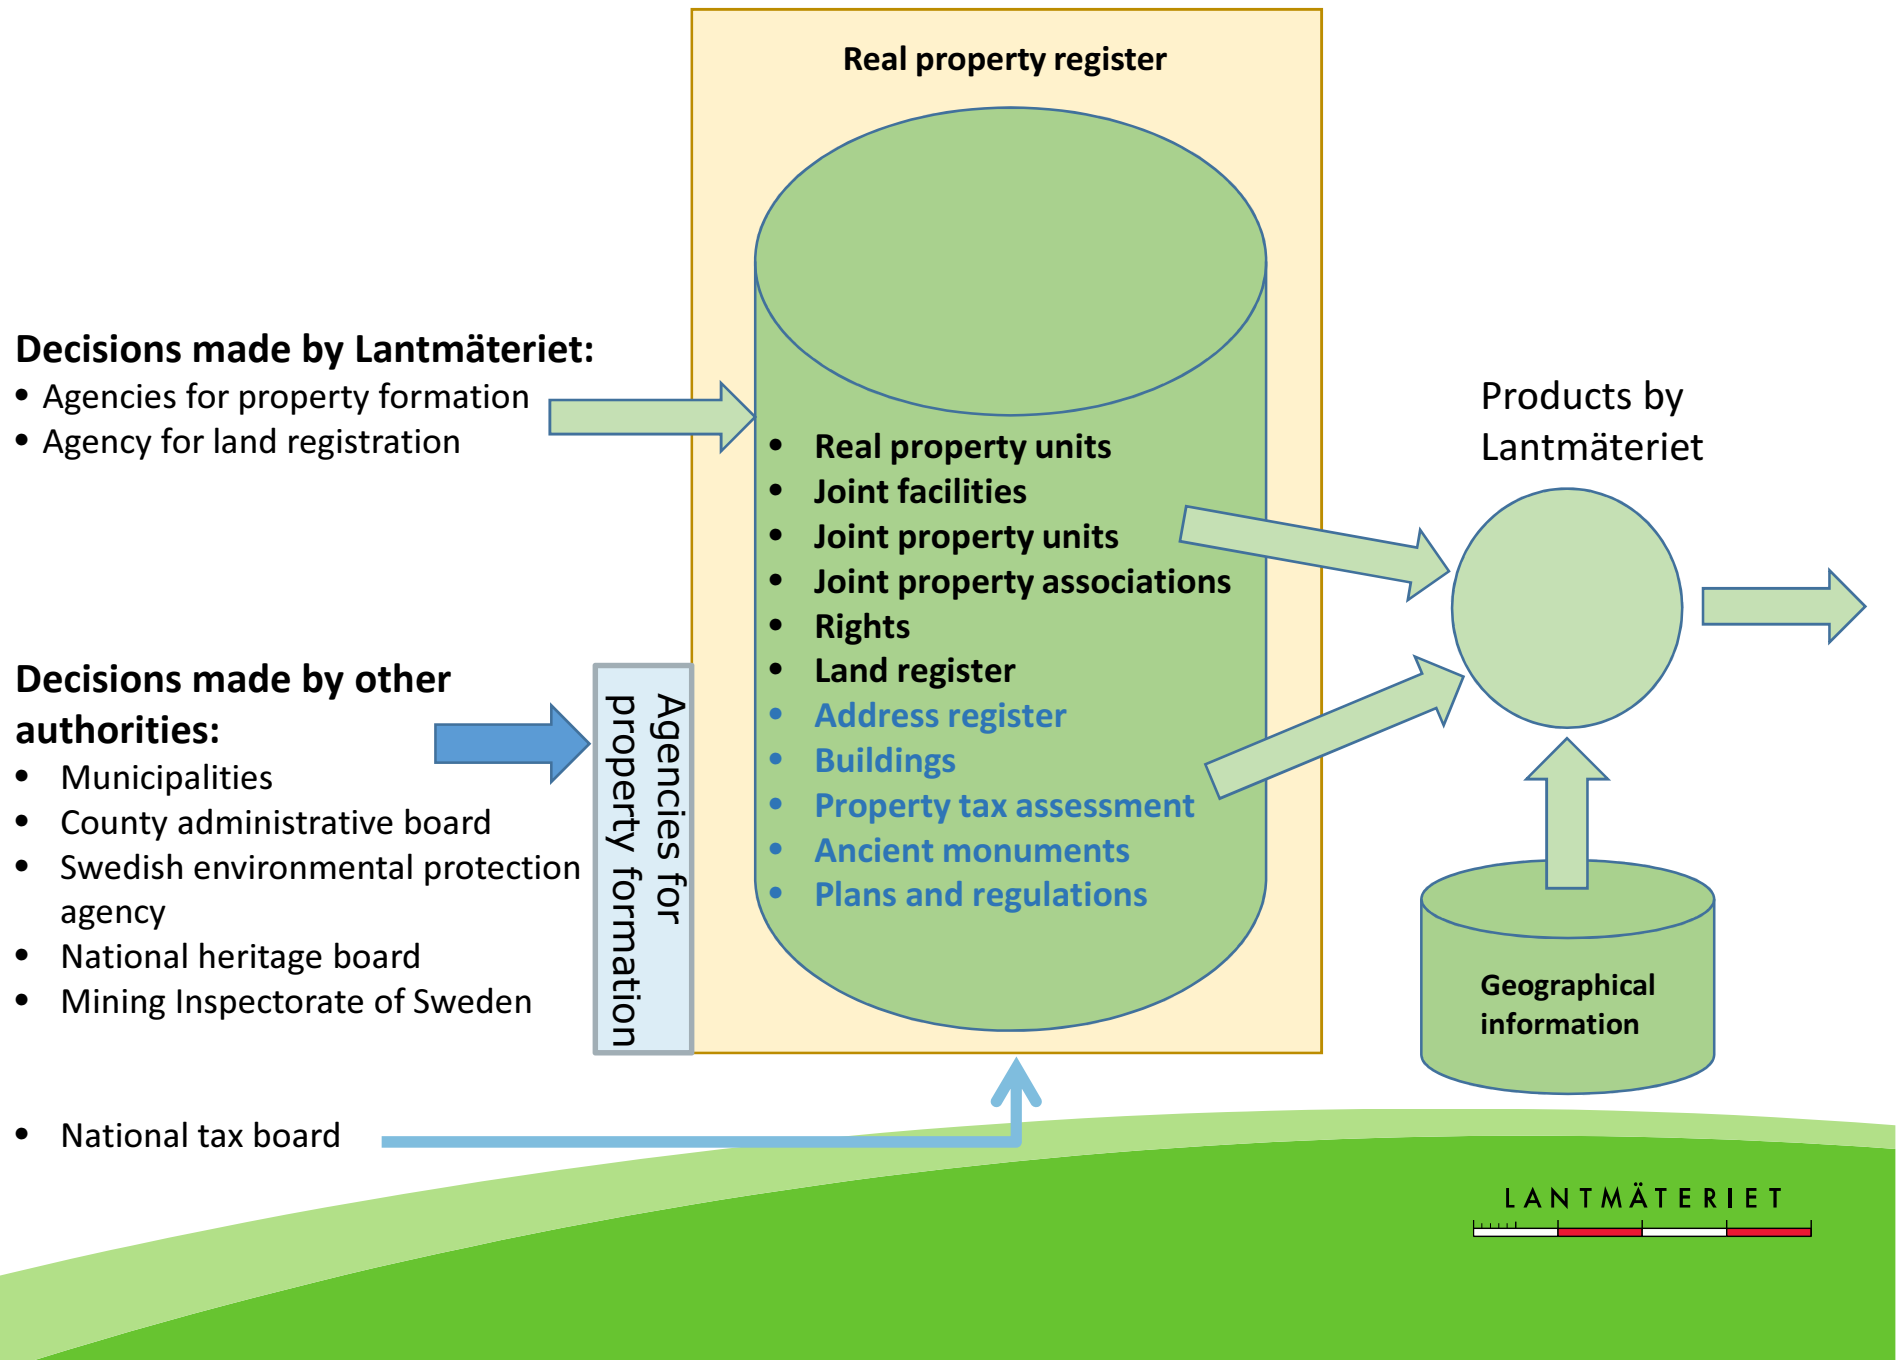 Real property register
Decisions made by Lantmäteriet:
• Agencies for property formation
• Agency for land registration
Decisions made by other
authorities:
• Municipalities
• County administrative board
• Swedish environmental protection
agency
• National heritage board
• Mining Inspectorate of Sweden
• National tax board
Agencies for
property formation
• Real property units
• Joint facilities
• Joint property units
• Joint property associations
• Rights
• Land register
• Address register
• Buildings
• Property tax assessment
• Ancient monuments
• Plans and regulations
Products by
Lantmäteriet
Geographical
information
LANTMÄTERIET